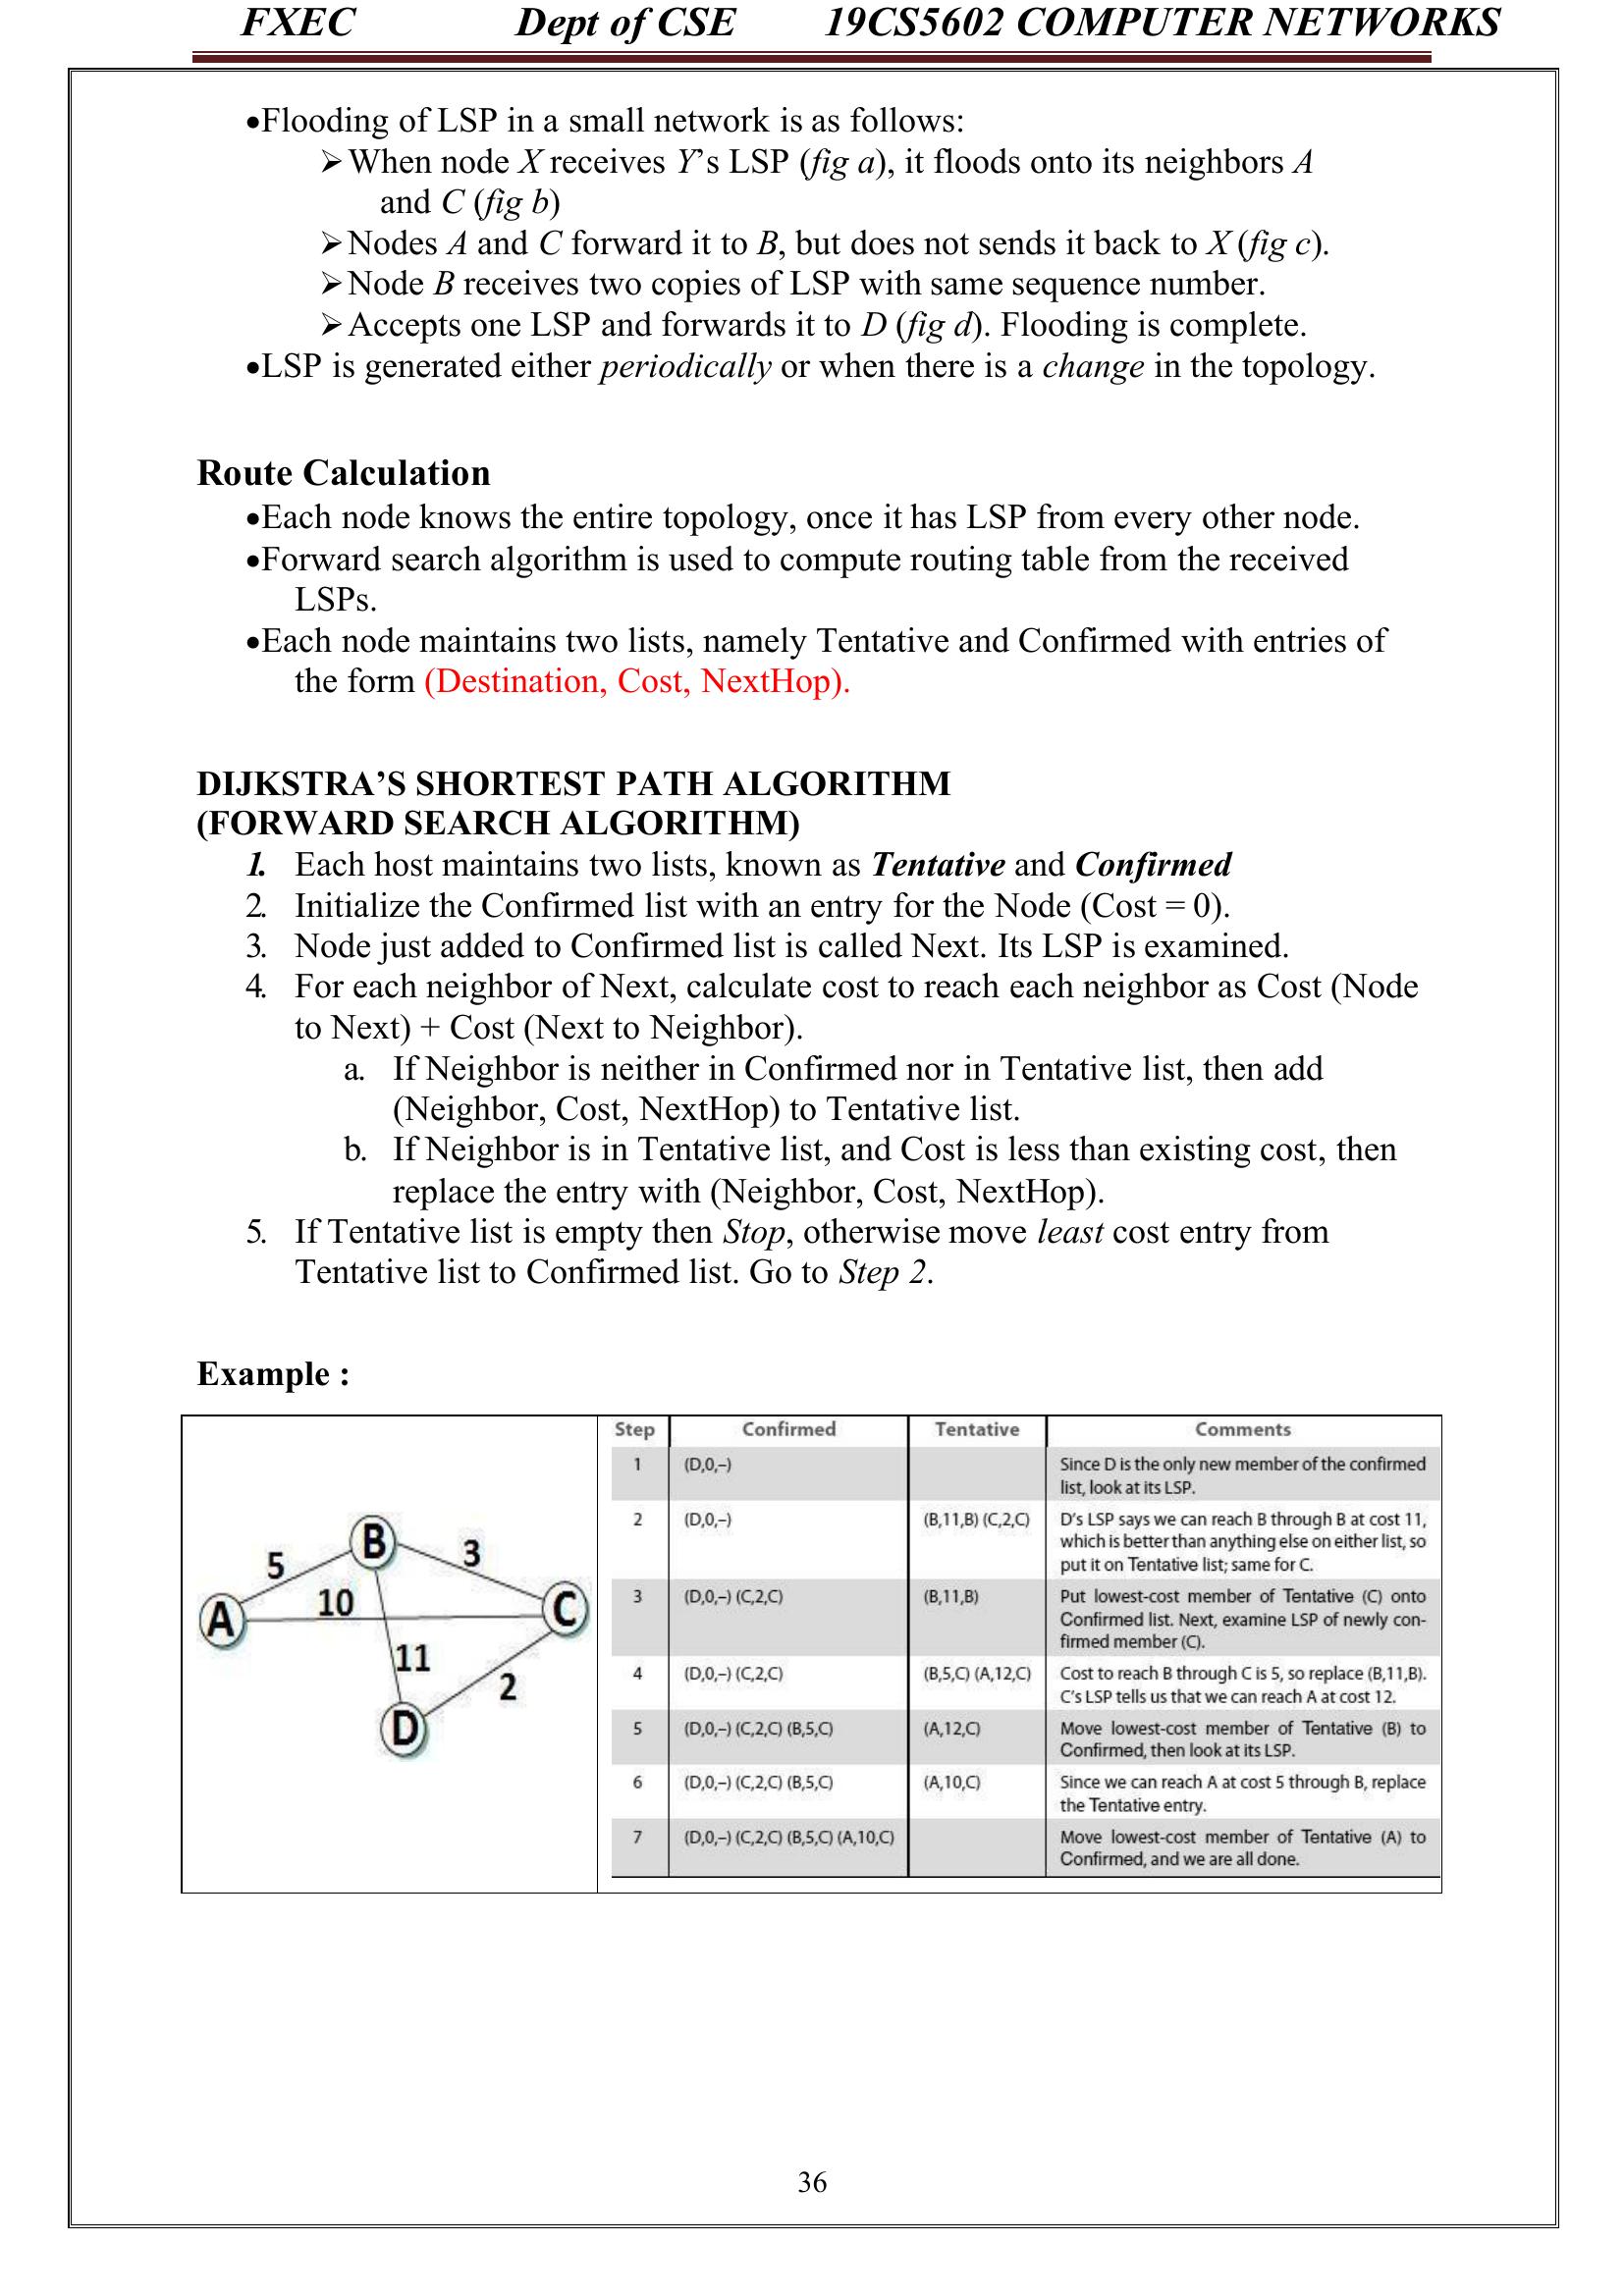 FXEC Dept of CSE 19CS5602 COMPUTER NETWORKS
•Flooding of LSP in a small network is as follows:
➢When node X receives Y’s LSP (fig a), it floods onto its neighbors A
and C (fig b)
➢Nodes A and C forward it to B, but does not sends it back to X (fig c).
➢Node B receives two copies of LSP with same sequence number.
➢Accepts one LSP and forwards it to D (fig d). Flooding is complete.
•LSP is generated either periodically or when there is a change in the topology.
Route Calculation
•Each node knows the entire topology, once it has LSP from every other node.
•Forward search algorithm is used to compute routing table from the received
LSPs.
•Each node maintains two lists, namely Tentative and Confirmed with entries of
the form (Destination, Cost, NextHop).
DIJKSTRA’S SHORTEST PATH ALGORITHM
(FORWARD SEARCH ALGORITHM)
1. Each host maintains two lists, known as Tentative and Confirmed
2. Initialize the Confirmed list with an entry for the Node (Cost = 0).
3. Node just added to Confirmed list is called Next. Its LSP is examined.
4. For each neighbor of Next, calculate cost to reach each neighbor as Cost (Node
to Next) + Cost (Next to Neighbor).
a. If Neighbor is neither in Confirmed nor in Tentative list, then add
(Neighbor, Cost, NextHop) to Tentative list.
b. If Neighbor is in Tentative list, and Cost is less than existing cost, then
replace the entry with (Neighbor, Cost, NextHop).
5. If Tentative list is empty then Stop, otherwise move least cost entry from
Tentative list to Confirmed list. Go to Step 2.
Example :
B
5
3
10
A
C
11
2
D
Step Confirmed Tentative Comments
1 (D,0,–) Since D is the only new member of the confirmed
list, look at its LSP.
2 (D,0,–) (B,11,B) (C,2,C) D’s LSP says we can reach B through B at cost 11,
which is better than anything else on either list, so
put it on Tentative list; same for C.
3 (D,0,–) (C,2,C) (B,11,B) Put lowest-cost member of Tentative (C) onto
Confirmed list. Next, examine LSP of newly con-
firmed member (C).
4 (D,0,–) (C,2,C) (B,5,C) (A,12,C) Cost to reach B through C is 5, so replace (B,11,B).
C’s LSP tells us that we can reach A at cost 12.
5 (D,0,–) (C,2,C) (B,5,C) (A,12,C) Move lowest-cost member of Tentative (B) to
Confirmed, then look at its LSP.
6 (D,0,–) (C,2,C) (B,5,C) (A,10,C) Since we can reach A at cost 5 through B, replace
the Tentative entry.
7 (D,0,–) (C,2,C) (B,5,C) (A,10,C) Move lowest-cost member of Tentative (A) to
Confirmed, and we are all done.
36